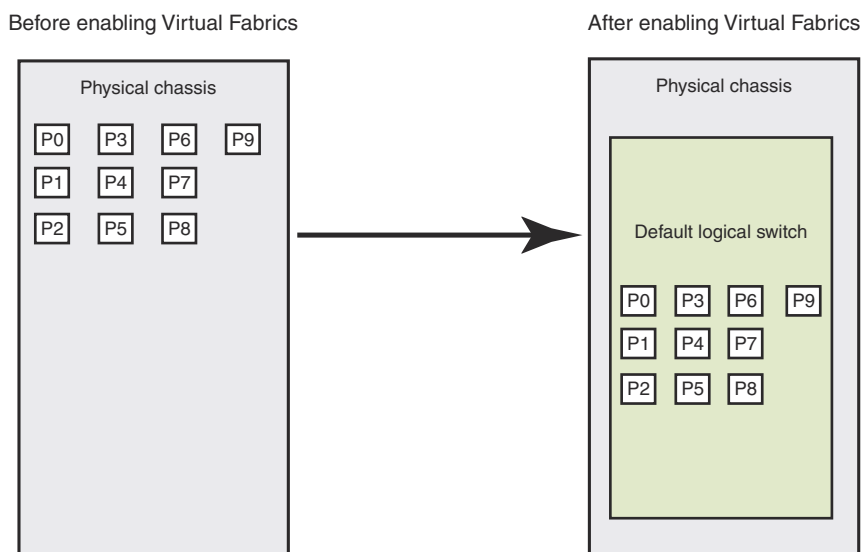 Before enabling Virtual Fabrics
Physical chassis
P0 P3 P6 P9
P1 P4 P7
P2 P5 P8
After enabling Virtual Fabrics
Physical chassis
Default logical switch
P0 P3 P6 P9
P1 P4 P7
P2 P5 P8